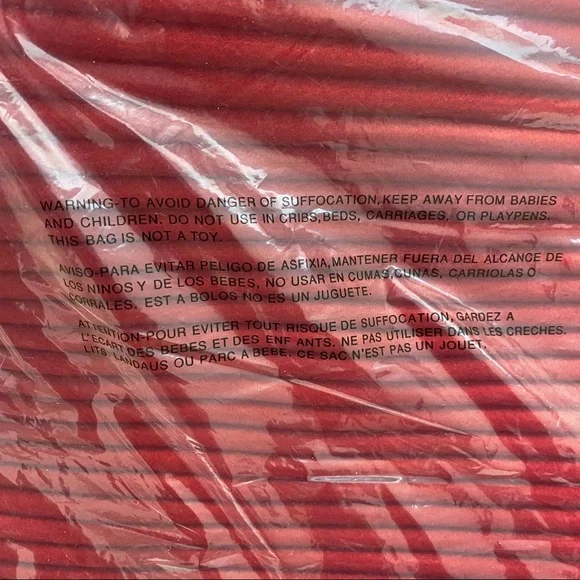 WARNING-TO AVOID DANGER OF SUFFOCATION,KEEP AWAY FROM BABIES
AND CHILDREN. DO NOT USE IN CRIBS,BEDS, CARRIAGES, OR PLAYPENS.
THIS BAG IS NOT A TOY.
AVISO-PARA EVITAR PELIGO DE ASFIXIA,MANTENER FUERA DEL ALCANCE DE
LOS NINOS Y DE LOS BEBES, NO USAR EN CUMAS,CUNAS, CARRIOLAS O
CORRALES. EST A BOLOS NO ES UN JUGUETE.
ATTENTION-POUR EVITER TOUT RISQUE DE SUFFOCATION, GARDEZ A
L'ECART DES BEBES ET DES ENF ANTS. NE PAS UTILISER DANS LES CRECHES.
LITS, LANDAUS OU PARC A BEBE. CE SAC N'EST PAS UN JOUET.